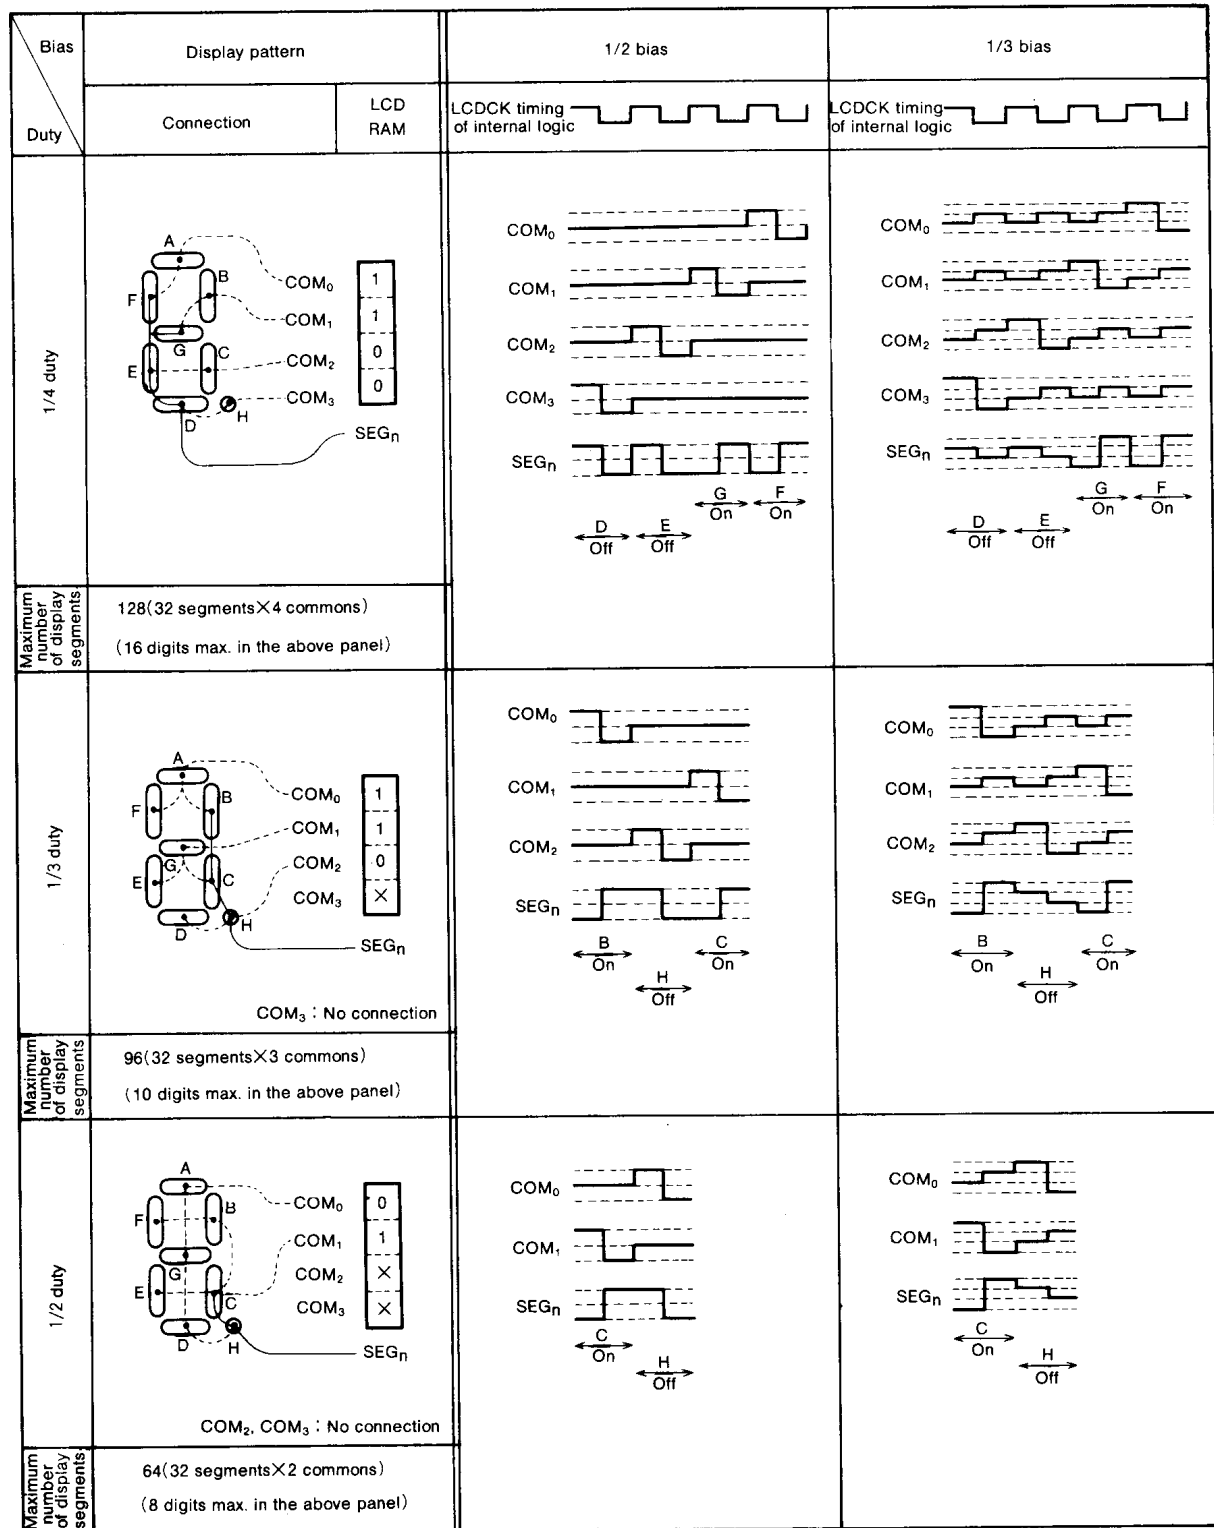 Bias
Duty
Display pattern
Connection
LCD
RAM
1/2 bias
LCDCK timing
of internal logic
1/3 bias
LCDCK timing
of internal logic
1/4 duty
A
B
F
G
E
C
D
H
COM₀
COM₁
COM₂
COM₃
SEGn
1
1
0
0
COM₀
COM₁
COM₂
COM₃
SEGn
G
On
F
On
D
Off
E
Off
COM₀
COM₁
COM₂
COM₃
SEGn
G
On
F
On
D
Off
E
Off
Maximum
number
of display
segments
128(32 segments×4 commons)
(16 digits max. in the above panel)
1/3 duty
A
B
F
G
E
C
D
H
COM₀
COM₁
COM₂
COM₃
SEGn
1
1
0
×
COM₃ : No connection
COM₀
COM₁
COM₂
SEGn
B
On
C
On
H
Off
COM₀
COM₁
COM₂
SEGn
B
On
C
On
H
Off
Maximum
number
of display
segments
96(32 segments×3 commons)
(10 digits max. in the above panel)
1/2 duty
A
B
F
G
E
C
D
H
COM₀
COM₁
COM₂
COM₃
SEGn
0
1
×
×
COM₂, COM₃ : No connection
COM₀
COM₁
SEGn
C
On
H
Off
COM₀
COM₁
SEGn
C
On
H
Off
Maximum
number
of display
segments
64(32 segments×2 commons)
(8 digits max. in the above panel)